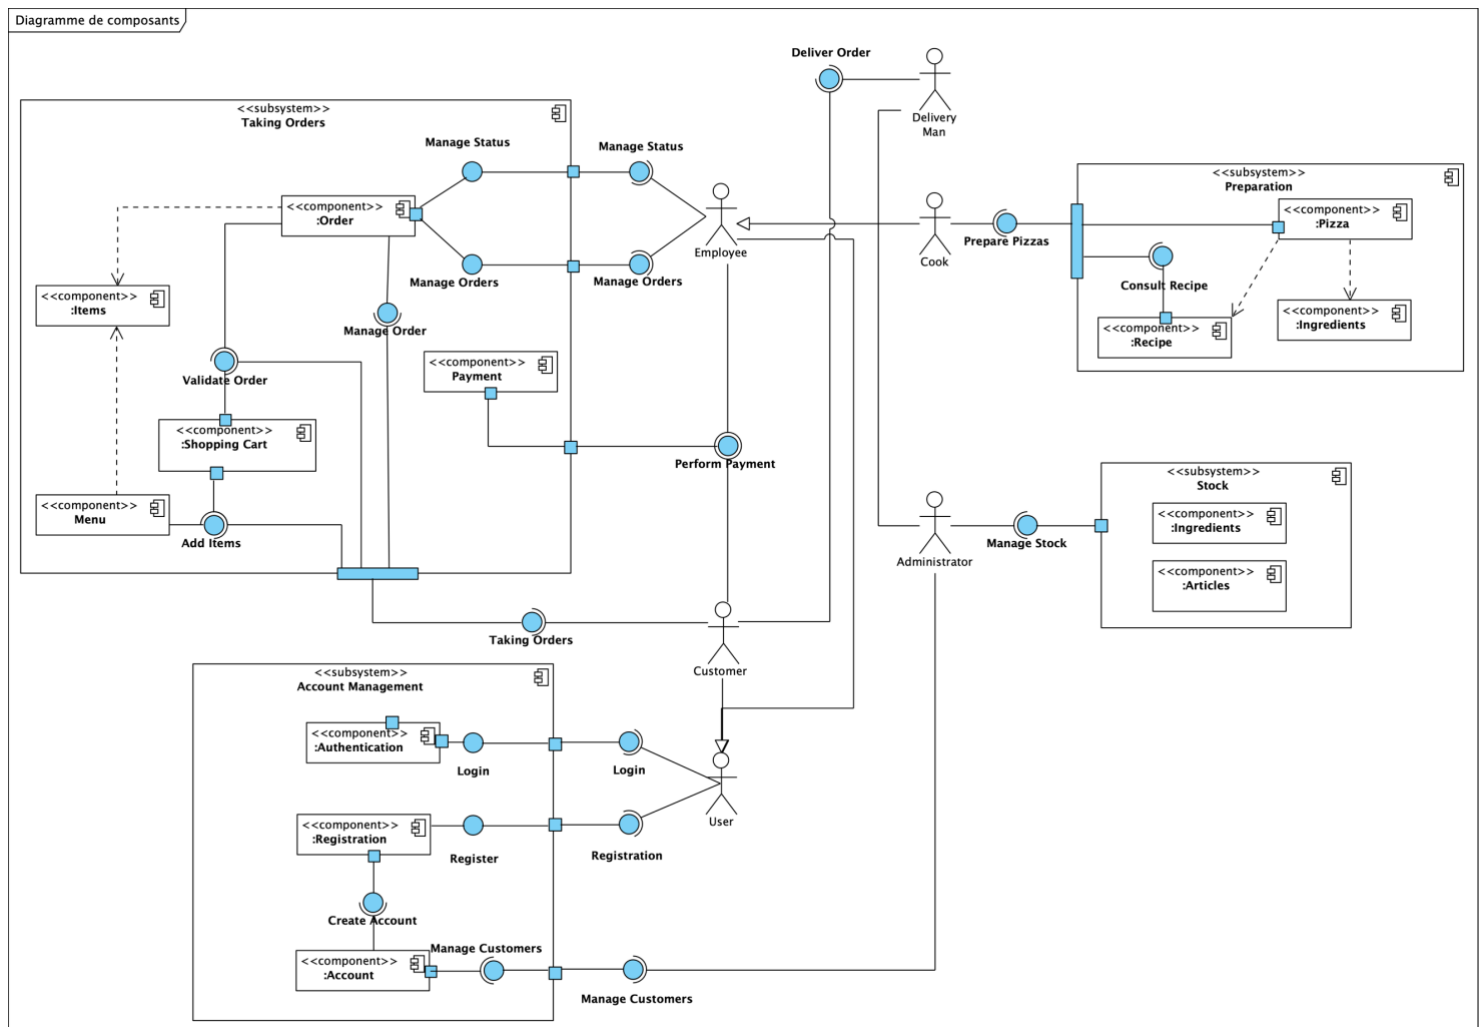 Diagramme de composants
Deliver Order
Delivery
Man
<<subsystem>>
Taking Orders
Manage Status
Manage Status
<<component>>
:Order
Employee
Manage Orders
Manage Orders
Cook
Prepare Pizzas
<<subsystem>>
Preparation
<<component>>
:Pizza
Consult Recipe
<<component>>
:Recipe
<<component>>
:Ingredients
<<component>>
:Items
Manage Order
<<component>>
Payment
Validate Order
<<component>>
:Shopping Cart
Perform Payment
<<component>>
Menu
Add Items
Administrator
Manage Stock
<<subsystem>>
Stock
<<component>>
:Ingredients
<<component>>
:Articles
Taking Orders
Customer
<<subsystem>>
Account Management
<<component>>
:Authentication
Login
Login
User
<<component>>
:Registration
Register
Registration
Create Account
<<component>>
:Account
Manage Customers
Manage Customers